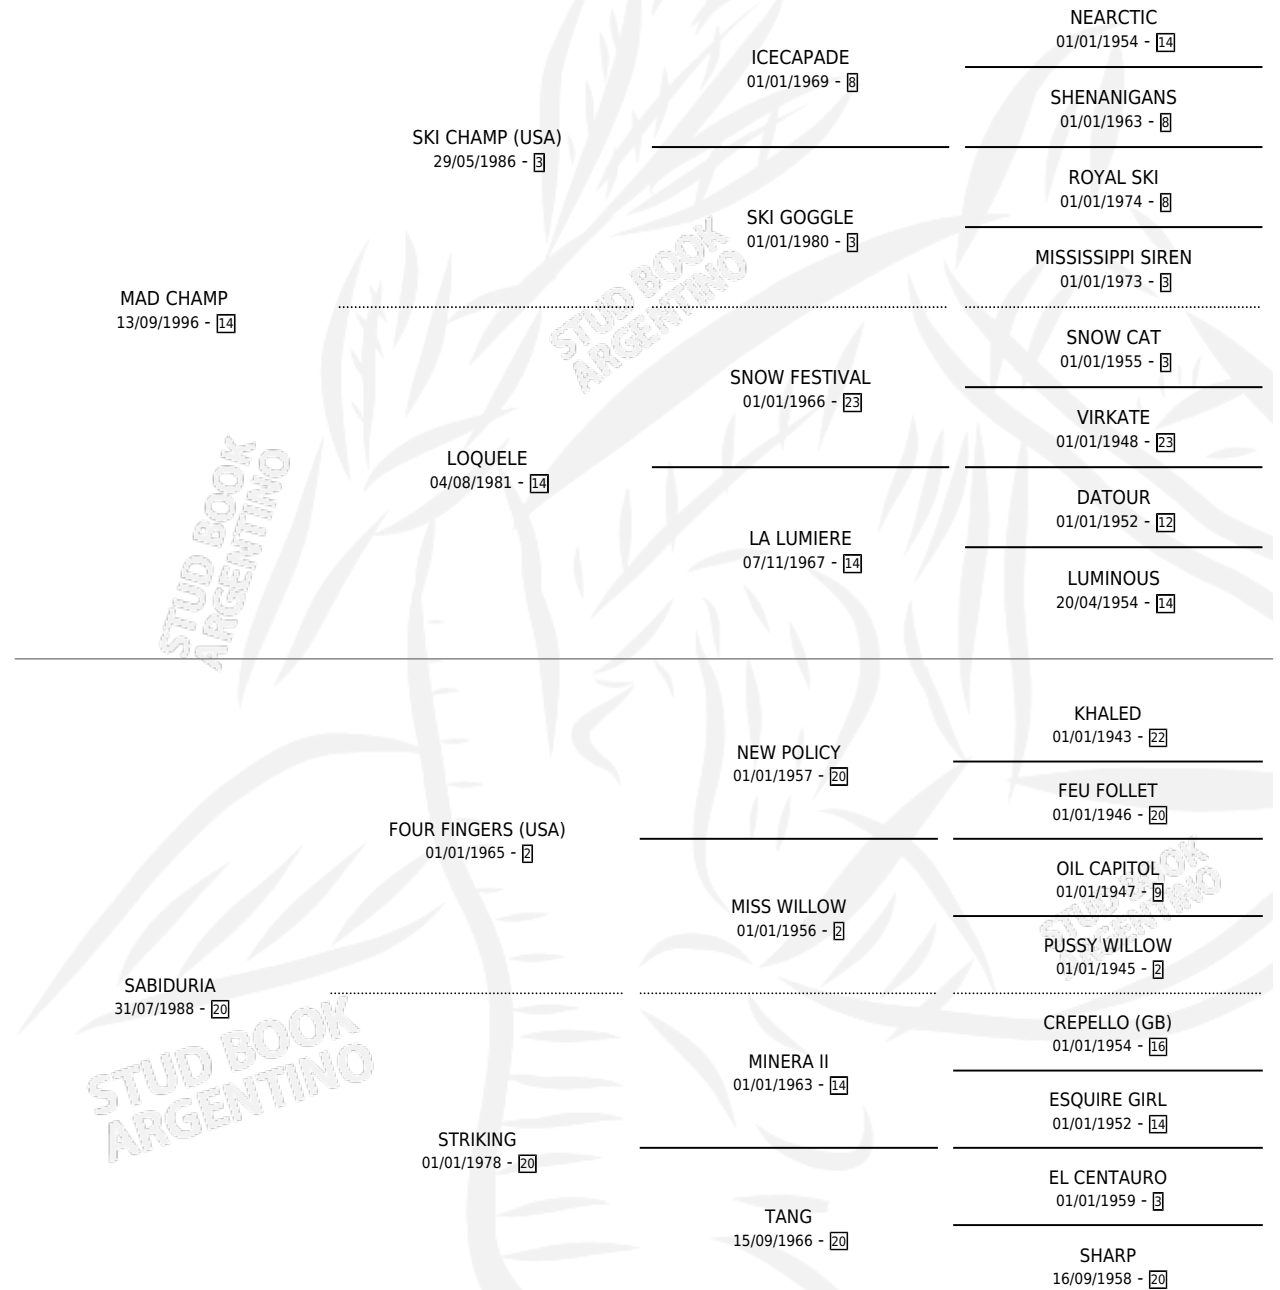 NEARCTIC
01/01/1954 - 14
ICECAPADE
01/01/1969 - 8
SHENANIGANS
01/01/1963 - 8
SKI CHAMP (USA)
29/05/1986 - 3
ROYAL SKI
01/01/1974 - 8
SKI GOGGLE
01/01/1980 - 3
MISSISSIPPI SIREN
01/01/1973 - 3
MAD CHAMP
13/09/1996 - 14
STUD BOOK
ARGENTINO
SNOW CAT
01/01/1955 - 3
SNOW FESTIVAL
01/01/1966 - 23
VIRKATE
01/01/1948 - 23
LOQUELE
04/08/1981 - 14
DATOUR
01/01/1952 - 12
LA LUMIERE
07/11/1967 - 14
LUMINOUS
20/04/1954 - 14
STUD BOOK
ARGENTINO
KHALED
01/01/1943 - 22
NEW POLICY
01/01/1957 - 20
FEU FOLLET
01/01/1946 - 20
FOUR FINGERS (USA)
01/01/1965 - 2
OIL CAPITOL
01/01/1947 - 9
MISS WILLOW
01/01/1956 - 2
PUSSY WILLOW
01/01/1945 - 2
STUD BOOK
ARGENTINO
SABIDURIA
31/07/1988 - 20
CREPELLO (GB)
01/01/1954 - 16
MINERA II
01/01/1963 - 14
ESQUIRE GIRL
01/01/1952 - 14
STUD BOOK
ARGENTINO
STRIKING
01/01/1978 - 20
EL CENTAURO
01/01/1959 - 3
TANG
15/09/1966 - 20
SHARP
16/09/1958 - 20